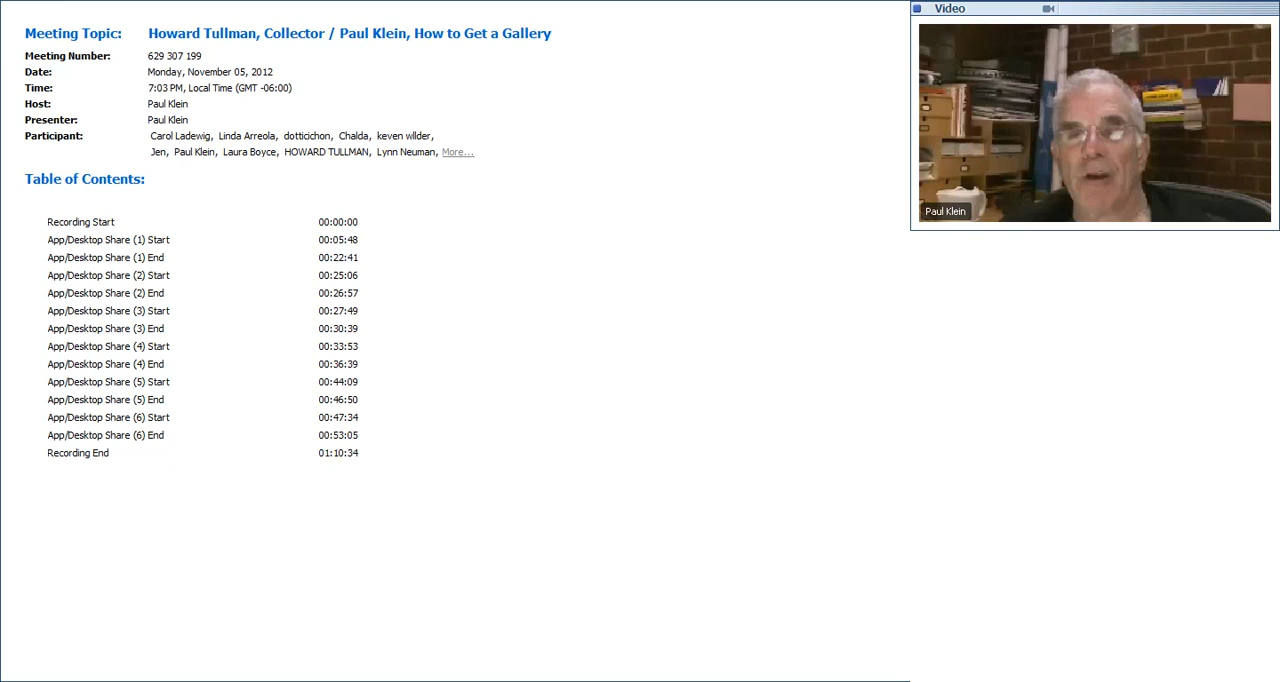 Meeting Topic: Howard Tullman, Collector / Paul Klein, How to Get a Gallery
Meeting Number: 629 307 199
Date: Monday, November 05, 2012
Time: 7:03 PM, Local Time (GMT -06:00)
Host: Paul Klein
Presenter: Paul Klein
Participant: Carol Ladewig, Linda Arreola, dotticichon, Chalda, keven wllder,
Jen, Paul Klein, Laura Boyce, HOWARD TULLMAN, Lynn Neuman, More...
Table of Contents:
Recording Start 00:00:00
App/Desktop Share (1) Start 00:05:48
App/Desktop Share (1) End 00:22:41
App/Desktop Share (2) Start 00:25:06
App/Desktop Share (2) End 00:26:57
App/Desktop Share (3) Start 00:27:49
App/Desktop Share (3) End 00:30:39
App/Desktop Share (4) Start 00:33:53
App/Desktop Share (4) End 00:36:39
App/Desktop Share (5) Start 00:44:09
App/Desktop Share (5) End 00:46:50
App/Desktop Share (6) Start 00:47:34
App/Desktop Share (6) End 00:53:05
Recording End 01:10:34
Video
Paul Klein